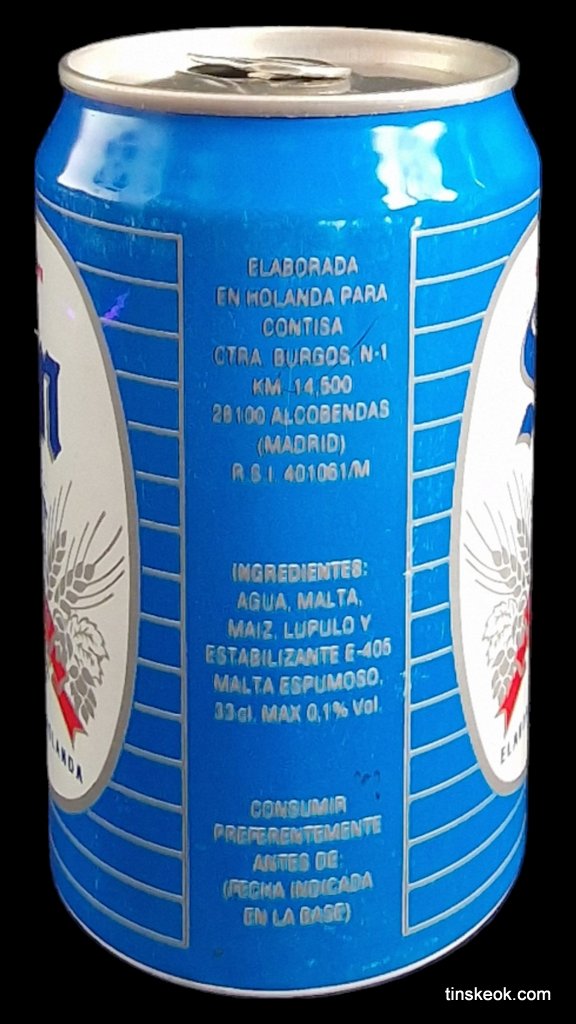 ELABORADA
EN HOLANDA PARA
CONTISA
CTRA. BURGOS, N-1
KM. 14,500
28100 ALCOBENDAS
(MADRID)
R.S.I. 401061/M
INGREDIENTES:
AGUA, MALTA,
MAIZ, LUPULO Y
ESTABILIZANTE E-405
MALTA ESPUMOSO,
33 cl. MAX 0,1% Vol.
CONSUMIR
PREFERENTEMENTE
ANTES DE:
(FECHA INDICADA
EN LA BASE)
tinskeok.com